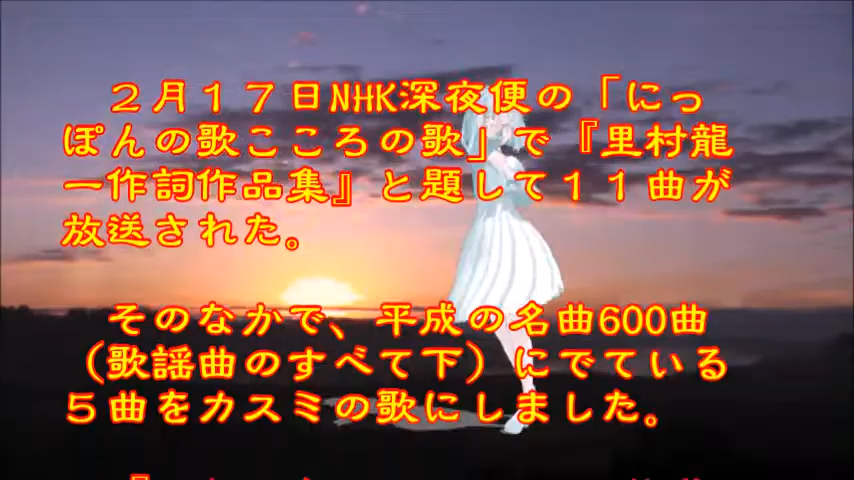 ２月１７日NHK深夜便の「にっ
ぽんの歌こころの歌」で『里村龍
一作詞作品集』と題して１１曲が
放送された。
そのなかで、平成の名曲600曲
（歌謡曲のすべて下）にでている
５曲をカスミの歌にしました。